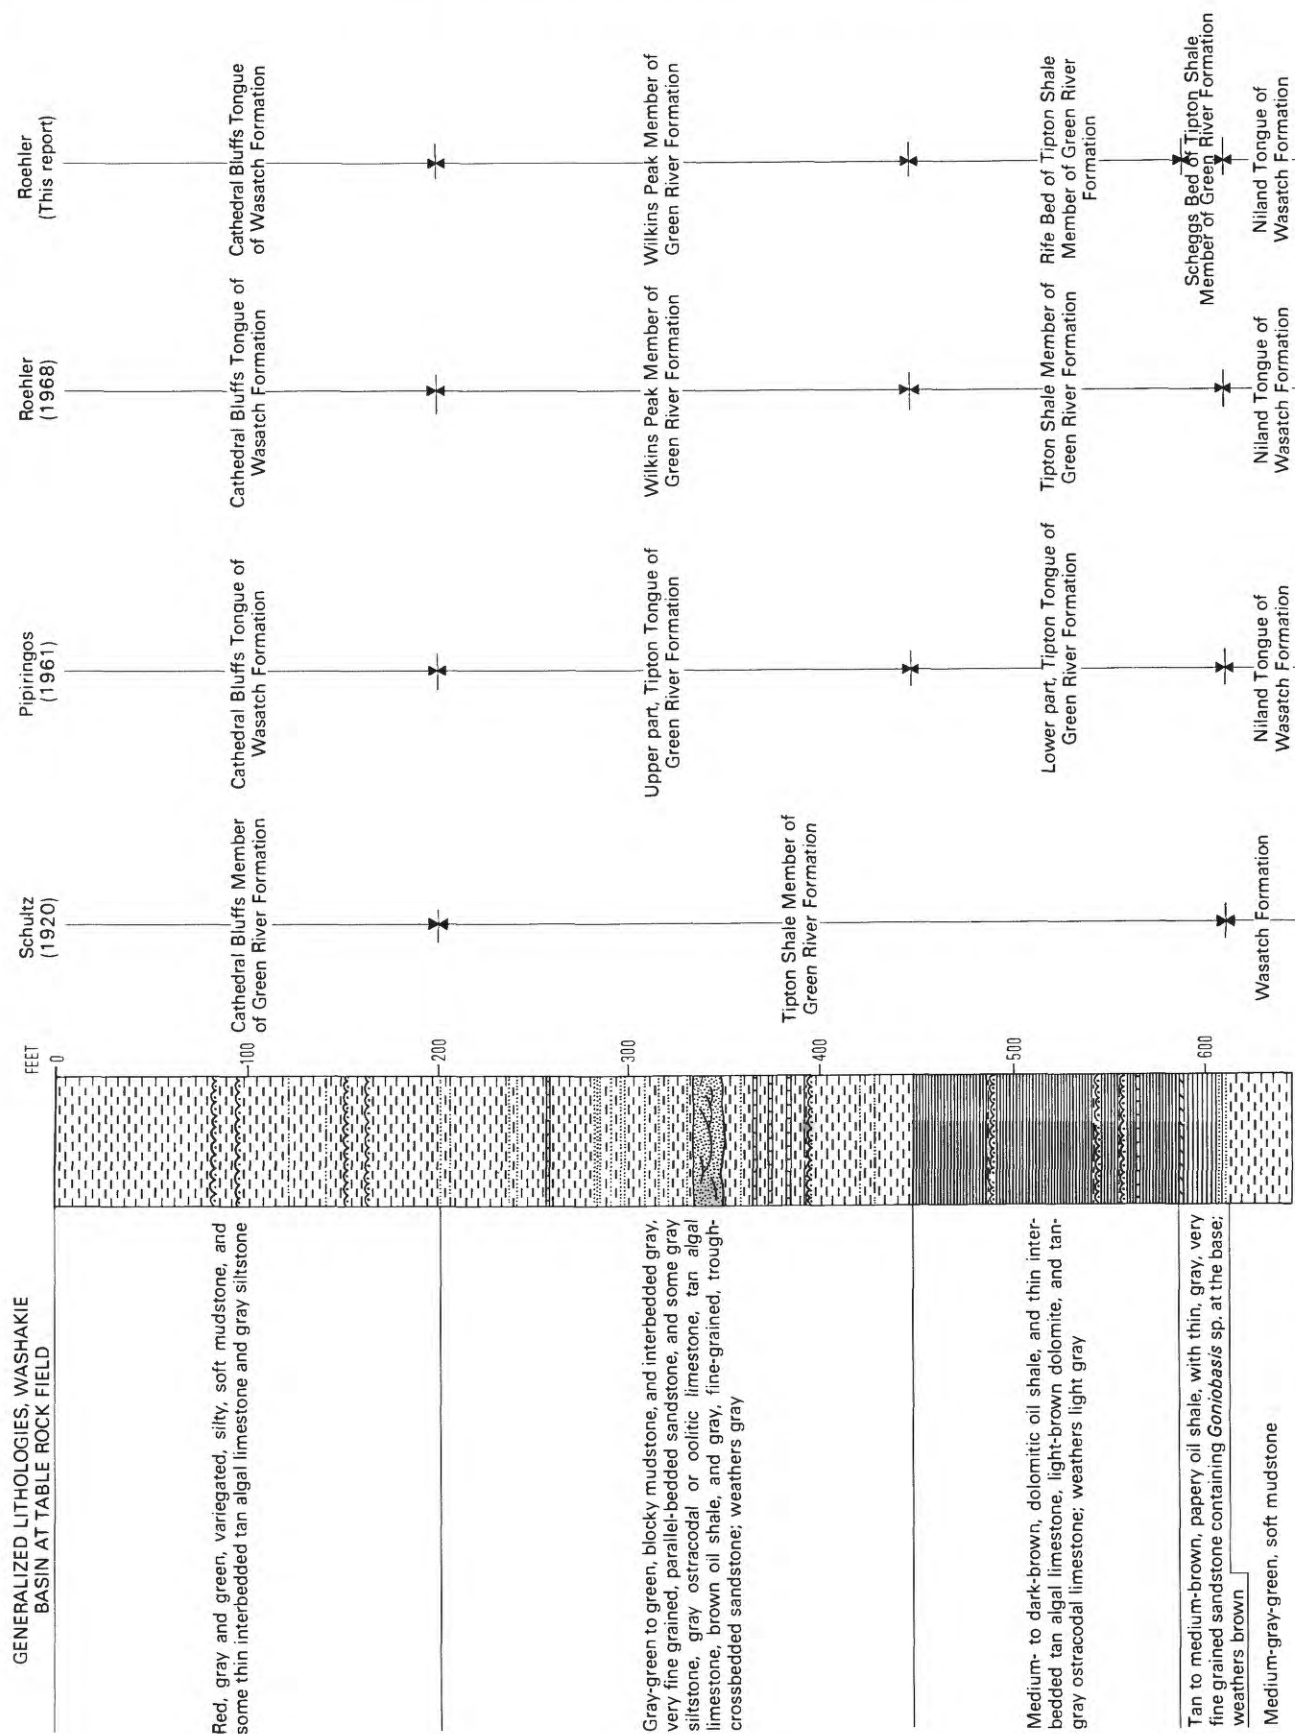 GENERALIZED LITHOLOGIES, WASHAKIE
BASIN AT TABLE ROCK FIELD
Red, gray and green, variegated, silty, soft mudstone, and
some thin interbedded tan algal limestone and gray siltstone
Gray-green to green, blocky mudstone, and interbedded gray,
very fine grained, parallel-bedded sandstone, and some gray
siltstone, gray ostracodal or oolitic limestone, tan algal
limestone, brown oil shale, and gray, fine-grained, trough-
crossbedded sandstone; weathers gray
Medium- to dark-brown, dolomitic oil shale, and thin inter-
bedded tan algal limestone, light-brown dolomite, and tan-
gray ostracodal limestone; weathers light gray
Tan to medium-brown, papery oil shale, with thin, gray, very
fine grained sandstone containing Goniobasis sp. at the base;
weathers brown
Medium-gray-green, soft mudstone
FEET
0
100
200
300
400
500
600
Schultz
(1920)
Cathedral Bluffs Member
of Green River Formation
Tipton Shale Member of
Green River Formation
Wasatch Formation
Pipiringos
(1961)
Cathedral Bluffs Tongue of
Wasatch Formation
Upper part, Tipton Tongue of
Green River Formation
Lower part, Tipton Tongue of
Green River Formation
Niland Tongue of
Wasatch Formation
Roehler
(1968)
Cathedral Bluffs Tongue of
Wasatch Formation
Wilkins Peak Member of
Green River Formation
Tipton Shale Member of
Green River Formation
Niland Tongue of
Wasatch Formation
Roehler
(This report)
Cathedral Bluffs Tongue
of Wasatch Formation
Wilkins Peak Member of
Green River Formation
Rife Bed of Tipton Shale
Member of Green River
Formation
Scheggs Bed of Tipton Shale
Member of Green River Formation
Niland Tongue of
Wasatch Formation